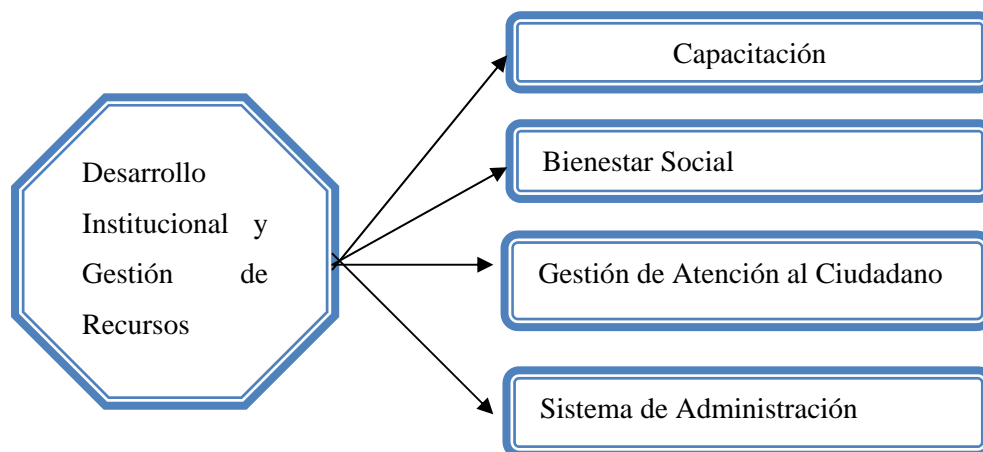 Desarrollo
Institucional y
Gestión de
Recursos
Capacitación
Bienestar Social
Gestión de Atención al Ciudadano
Sistema de Administración